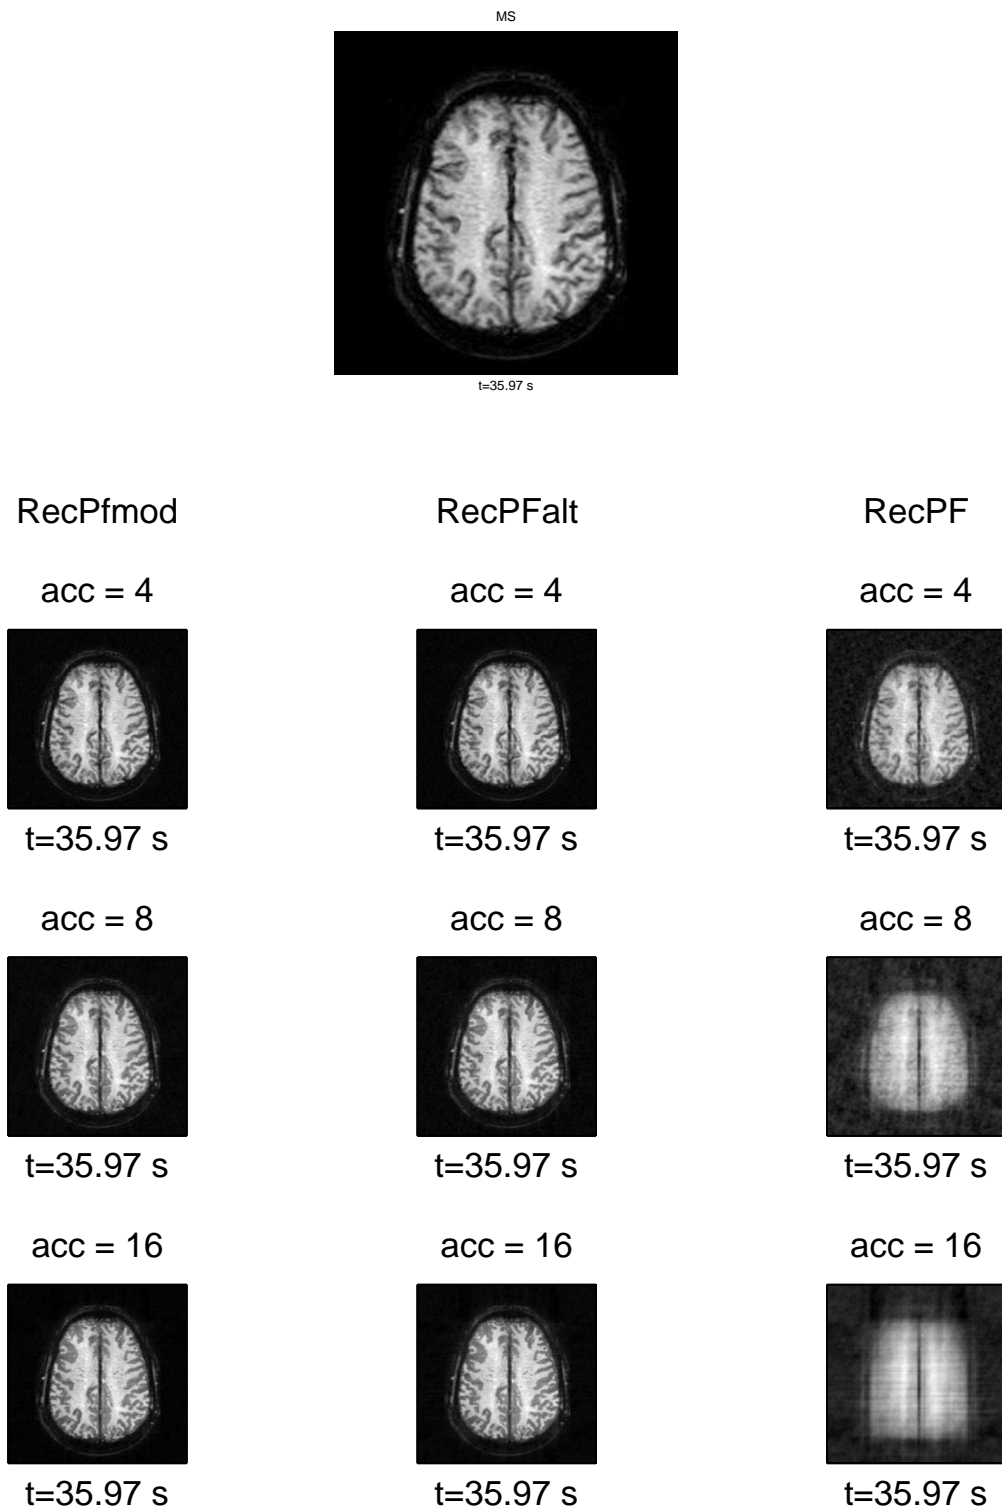 MS
t=35.97 s
RecPfmod RecPFalt RecPF
acc = 4 acc = 4 acc = 4
t=35.97 s t=35.97 s t=35.97 s
acc = 8 acc = 8 acc = 8
t=35.97 s t=35.97 s t=35.97 s
acc = 16 acc = 16 acc = 16
t=35.97 s t=35.97 s t=35.97 s